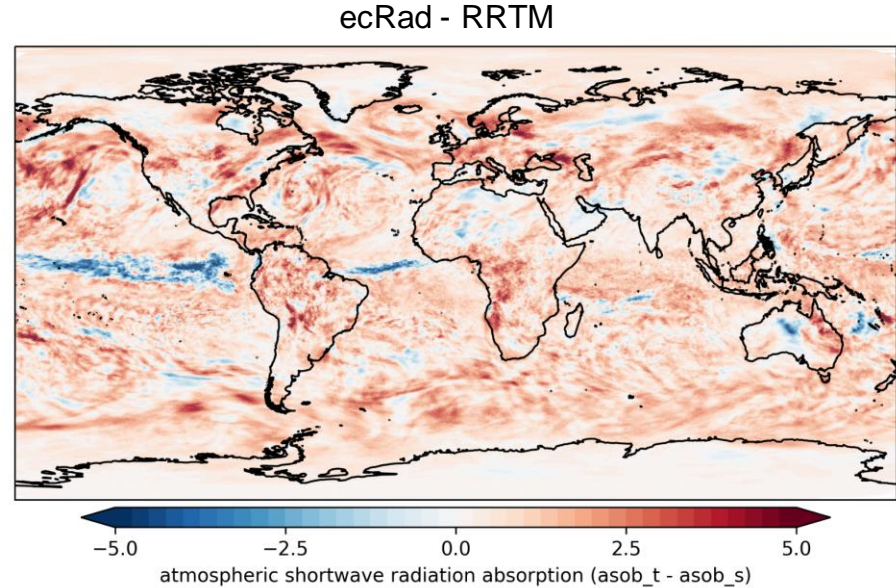 ecRad - RRTM
−5.0 −2.5 0.0 2.5 5.0
atmospheric shortwave radiation absorption (asob_t - asob_s)